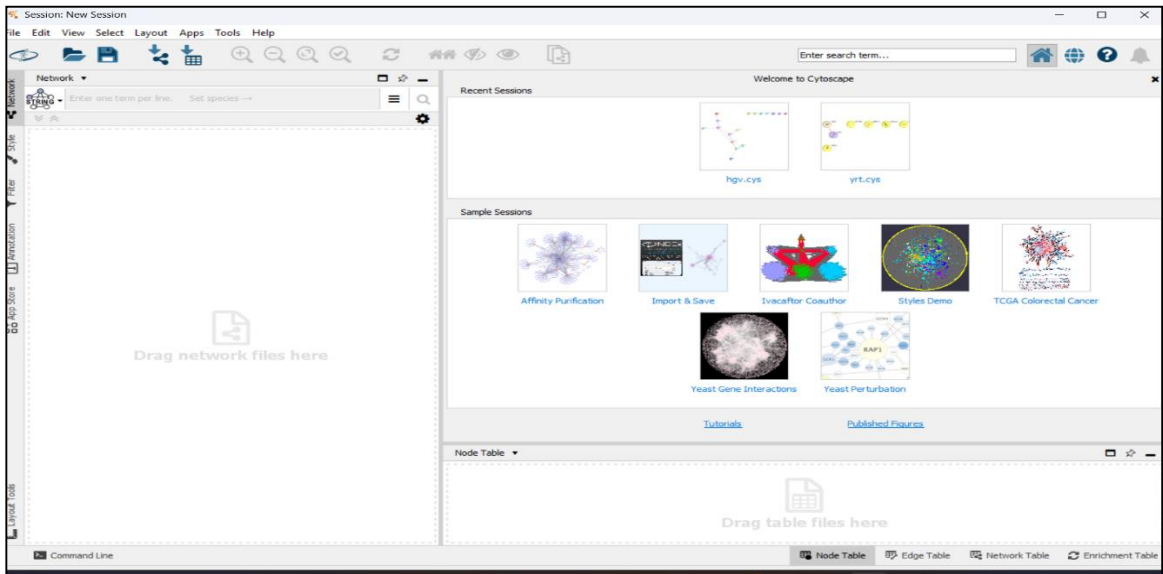 Session: New Session
File Edit View Select Layout Apps Tools Help
Enter search term...
Network
STRING Enter one term per line. Set species →
Network
Style
Filter
Annotation
App Store
Layout Tools
Drag network files here
Welcome to Cytoscape
Recent Sessions
hgv.cys yrt.cys
Sample Sessions
RAP1
Affinity Purification Import & Save Ivacaftor Coauthor Styles Demo TCGA Colorectal Cancer
Yeast Gene Interactions Yeast Perturbation
Tutorials Published Figures
Node Table
Drag table files here
Command Line Node Table Edge Table Network Table Enrichment Table